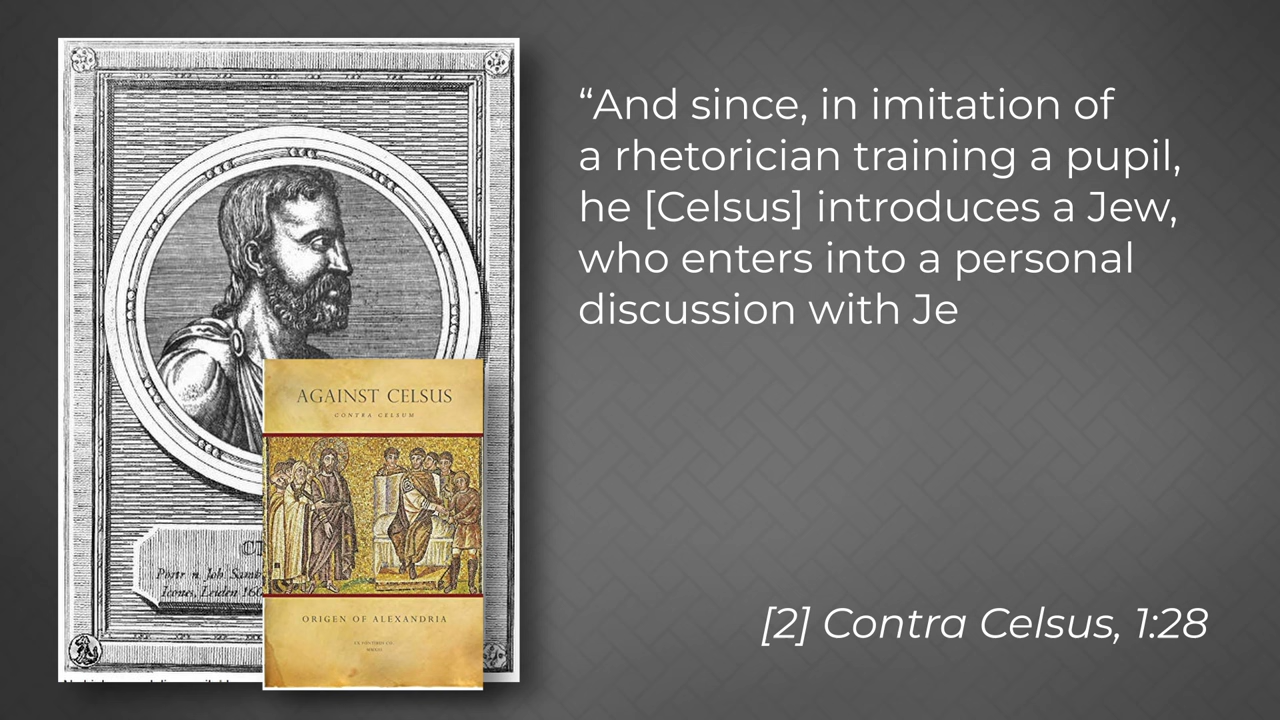 “And since, in imitation of
a rhetorician training a pupil,
he [Celsus] introduces a Jew,
who enters into a personal
discussion with Je
AGAINST CELSUS
CONTRA CELSUM
ORIGEN OF ALEXANDRIA
[2] Contra Celsus, 1:28